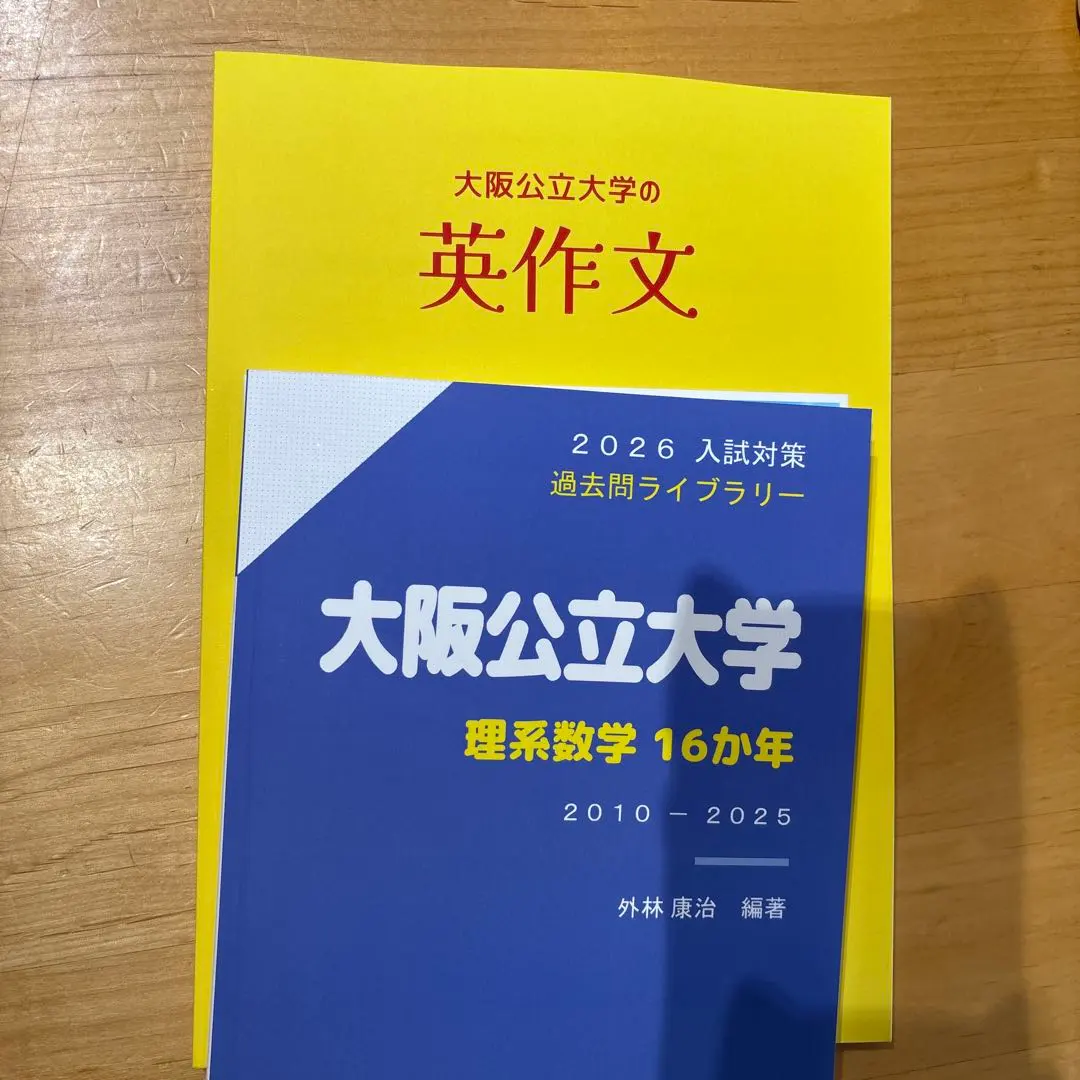 大阪公立大学の
英作文
2026 入試対策
過去問ライブラリー
大阪公立大学
理系数学 16か年
2010 － 2025
外林 康治 編著